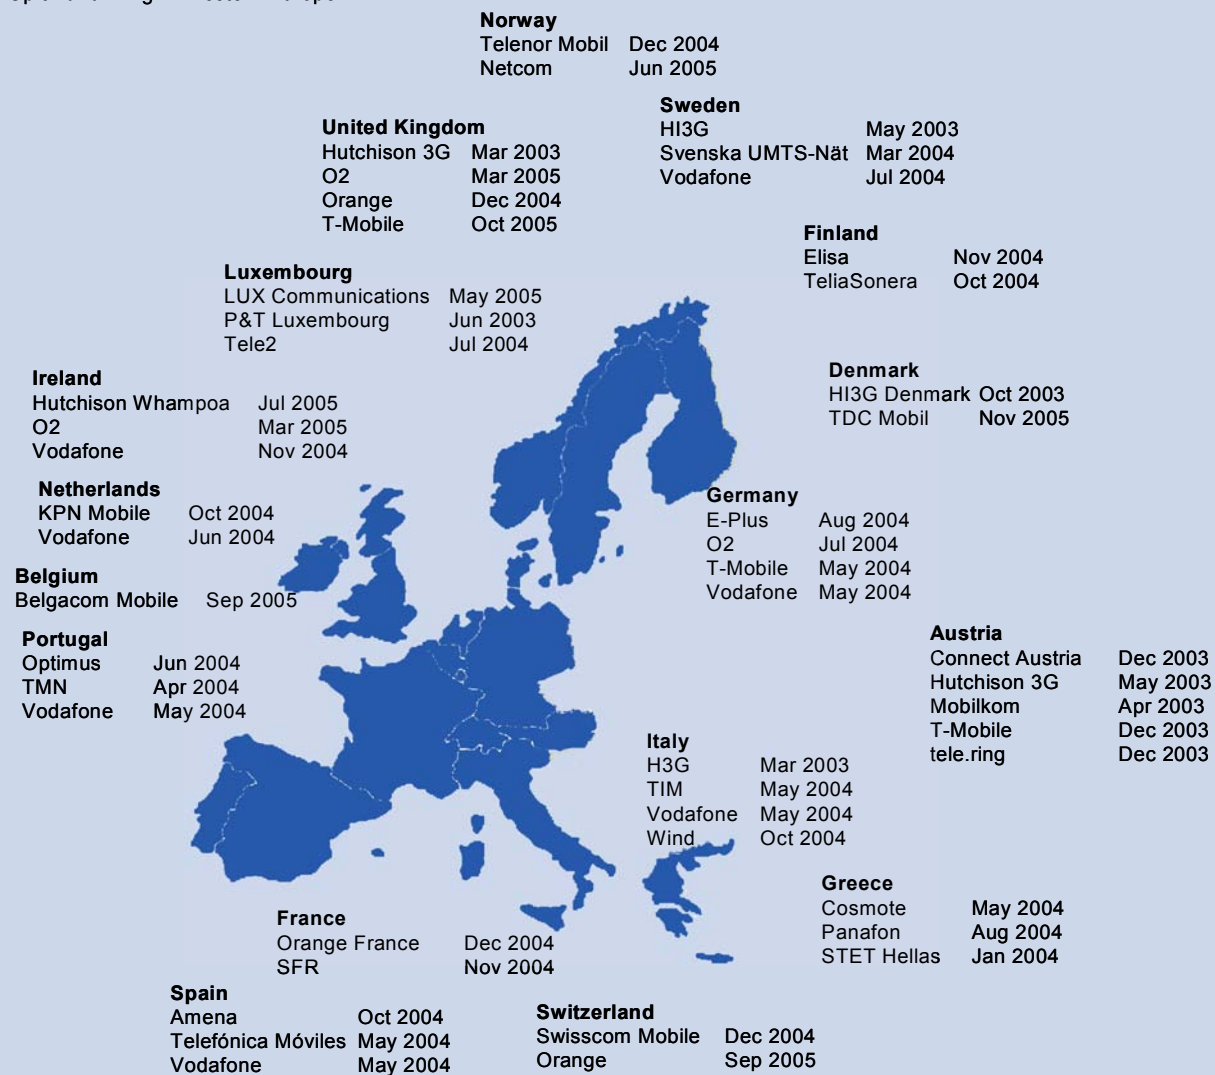 Norway
Telenor Mobil Dec 2004
Netcom Jun 2005
Sweden
HI3G May 2003
Svenska UMTS-Nät Mar 2004
Vodafone Jul 2004
United Kingdom
Hutchison 3G Mar 2003
O2 Mar 2005
Orange Dec 2004
T-Mobile Oct 2005
Finland
Elisa Nov 2004
TeliaSonera Oct 2004
Luxembourg
LUX Communications May 2005
P&T Luxembourg Jun 2003
Tele2 Jul 2004
Denmark
HI3G Denmark Oct 2003
TDC Mobil Nov 2005
Ireland
Hutchison Whampoa Jul 2005
O2 Mar 2005
Vodafone Nov 2004
Netherlands
KPN Mobile Oct 2004
Vodafone Jun 2004
Germany
E-Plus Aug 2004
O2 Jul 2004
T-Mobile May 2004
Vodafone May 2004
Belgium
Belgacom Mobile Sep 2005
Portugal
Optimus Jun 2004
TMN Apr 2004
Vodafone May 2004
Austria
Connect Austria Dec 2003
Hutchison 3G May 2003
Mobilkom Apr 2003
T-Mobile Dec 2003
tele.ring Dec 2003
Italy
H3G Mar 2003
TIM May 2004
Vodafone May 2004
Wind Oct 2004
Greece
Cosmote May 2004
Panafon Aug 2004
STET Hellas Jan 2004
France
Orange France Dec 2004
SFR Nov 2004
Spain
Amena Oct 2004
Telefónica Móviles May 2004
Vodafone May 2004
Switzerland
Swisscom Mobile Dec 2004
Orange Sep 2005